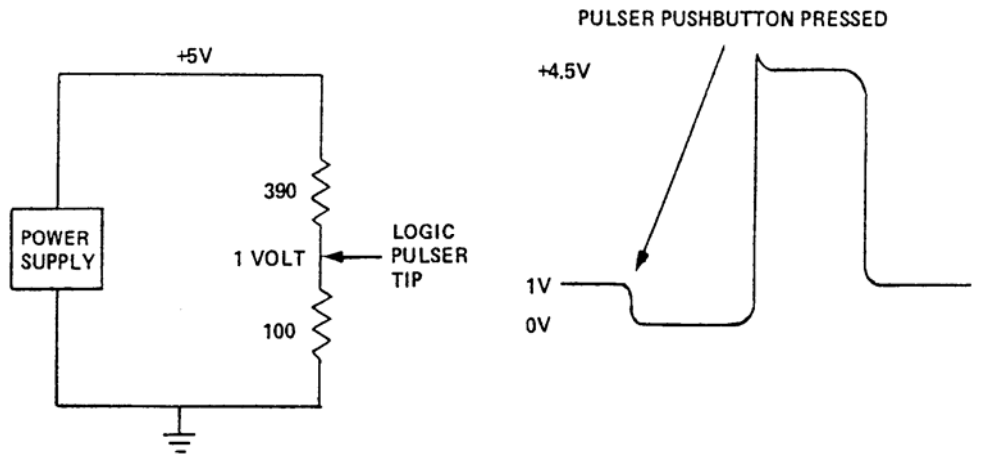 +5V
390
POWER
SUPPLY
1 VOLT
LOGIC
PULSER
TIP
100
PULSER PUSHBUTTON PRESSED
+4.5V
1V
0V